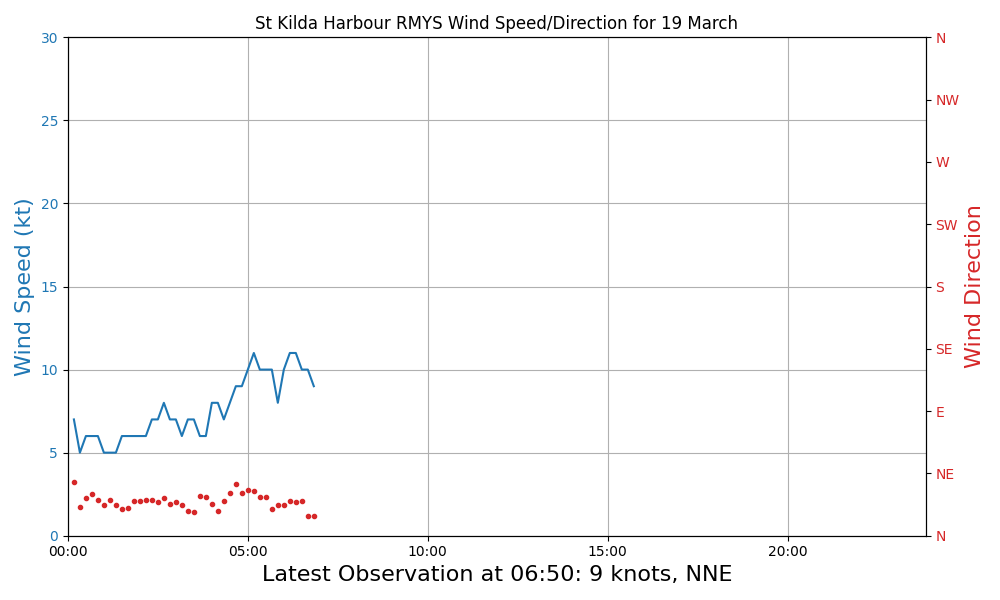 St Kilda Harbour RMYS Wind Speed/Direction for 19 March
30
25
20
15
10
5
0
Wind Speed (kt)
N
NW
W
SW
S
SE
E
NE
N
Wind Direction
00:00
05:00
10:00
15:00
20:00
Latest Observation at 06:50: 9 knots, NNE